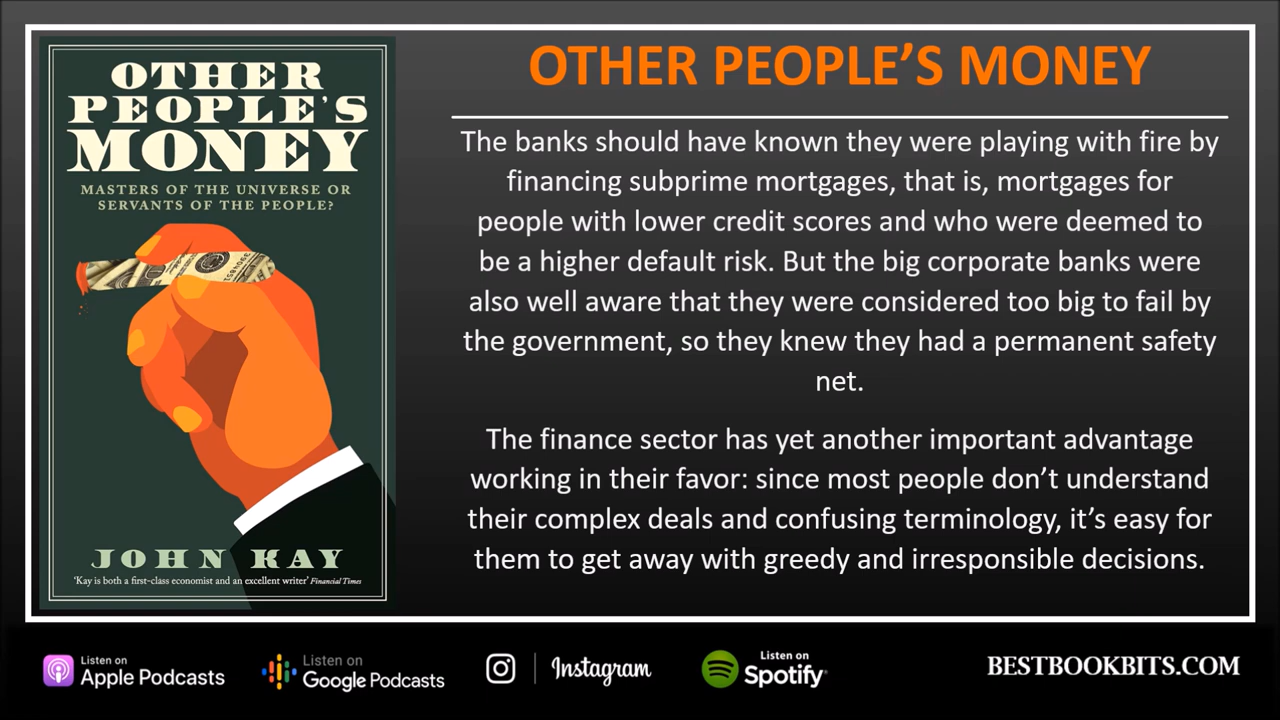 OTHER
PEOPLE'S
MONEY
MASTERS OF THE UNIVERSE OR
SERVANTS OF THE PEOPLE?
JOHN KAY
'Kay is both a first-class economist and an excellent writer' Financial Times
OTHER PEOPLE'S MONEY
The banks should have known they were playing with fire by
financing subprime mortgages, that is, mortgages for
people with lower credit scores and who were deemed to
be a higher default risk. But the big corporate banks were
also well aware that they were considered too big to fail by
the government, so they knew they had a permanent safety
net.
The finance sector has yet another important advantage
working in their favor: since most people don't understand
their complex deals and confusing terminology, it's easy for
them to get away with greedy and irresponsible decisions.
Listen on
Apple Podcasts
Listen on
Google Podcasts
Instagram
Listen on
Spotify
BESTBOOKBITS.COM